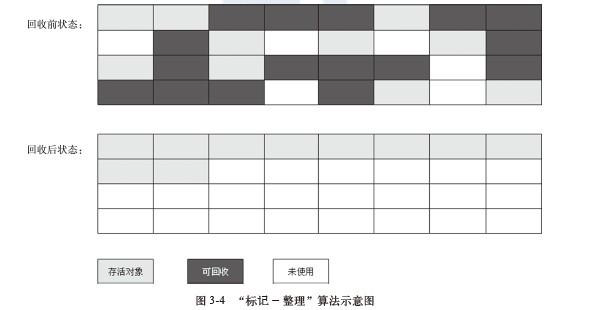 回收前状态：
回收后状态：
存活对象
可回收
未使用
图 3-4 “标记－整理”算法示意图